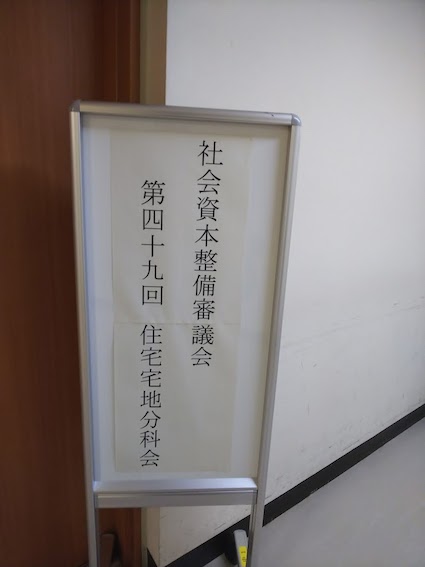 社会資本整備審議会
第四十九回 住宅宅地分科会